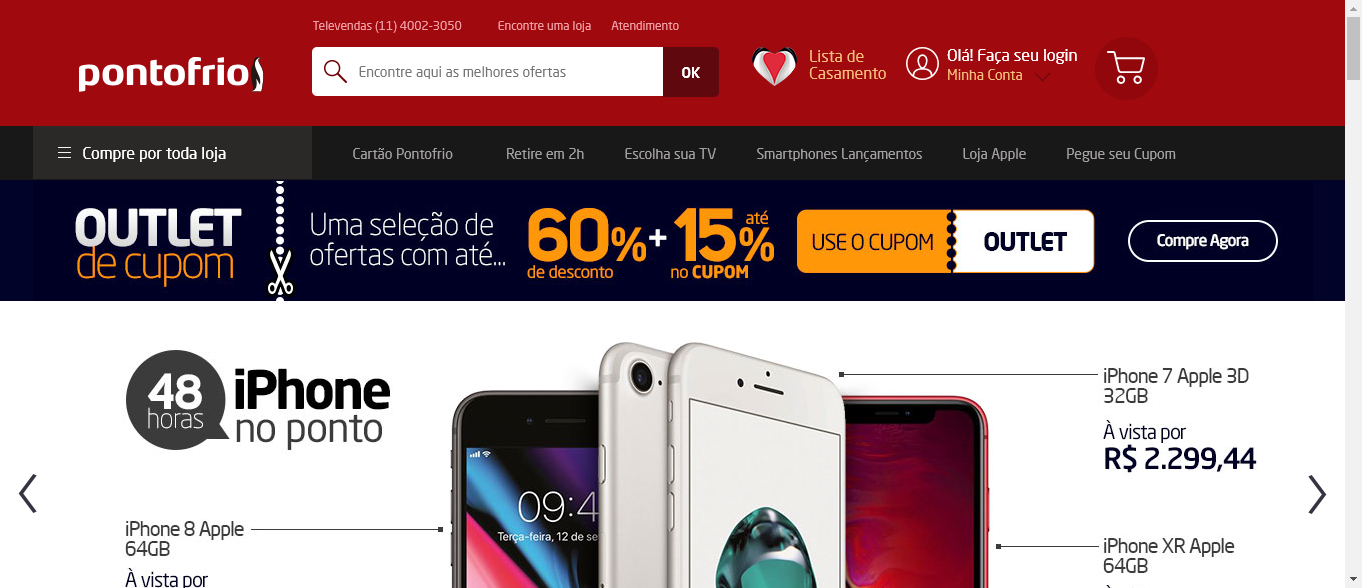 Televendas (11) 4002-3050
Encontre uma loja
Atendimento
pontofrio
Encontre aqui as melhores ofertas
OK
Lista de
Casamento
Olá! Faça seu login
Minha Conta
Compre por toda loja
Cartão Pontofrio
Retire em 2h
Escolha sua TV
Smartphones Lançamentos
Loja Apple
Pegue seu Cupom
OUTLET
de cupom
Uma seleção de
ofertas com até...
60%
de desconto
+
até
15%
no CUPOM
USE O CUPOM
OUTLET
Compre Agora
48
horas
iPhone
no ponto
iPhone 7 Apple 3D
32GB
À vista por
R$ 2.299,44
09:4
Terça-feira, 12 de se
iPhone 8 Apple
64GB
À vista por
iPhone XR Apple
64GB